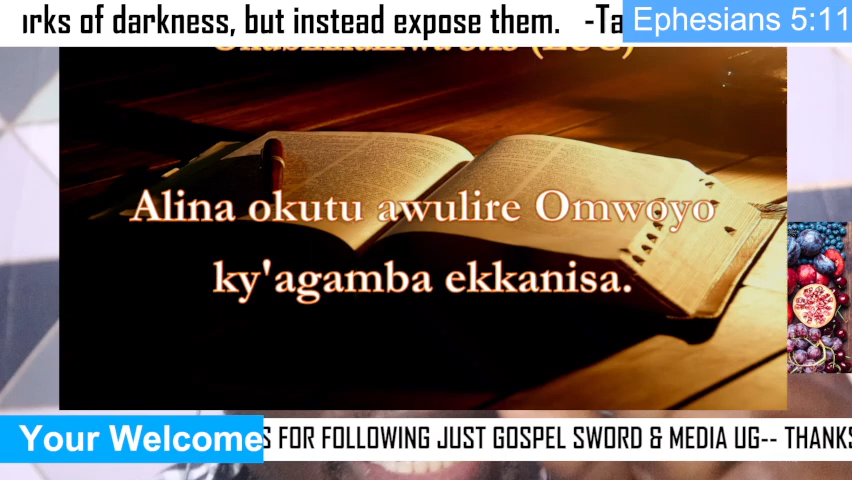 orks of darkness, but instead expose them. -Ta
Ephesians 5:11
Alina okutu awulire Omwoyo
ky'agamba ekkanisa.
Your Welcome
S FOR FOLLOWING JUST GOSPEL SWORD & MEDIA UG-- THANKS